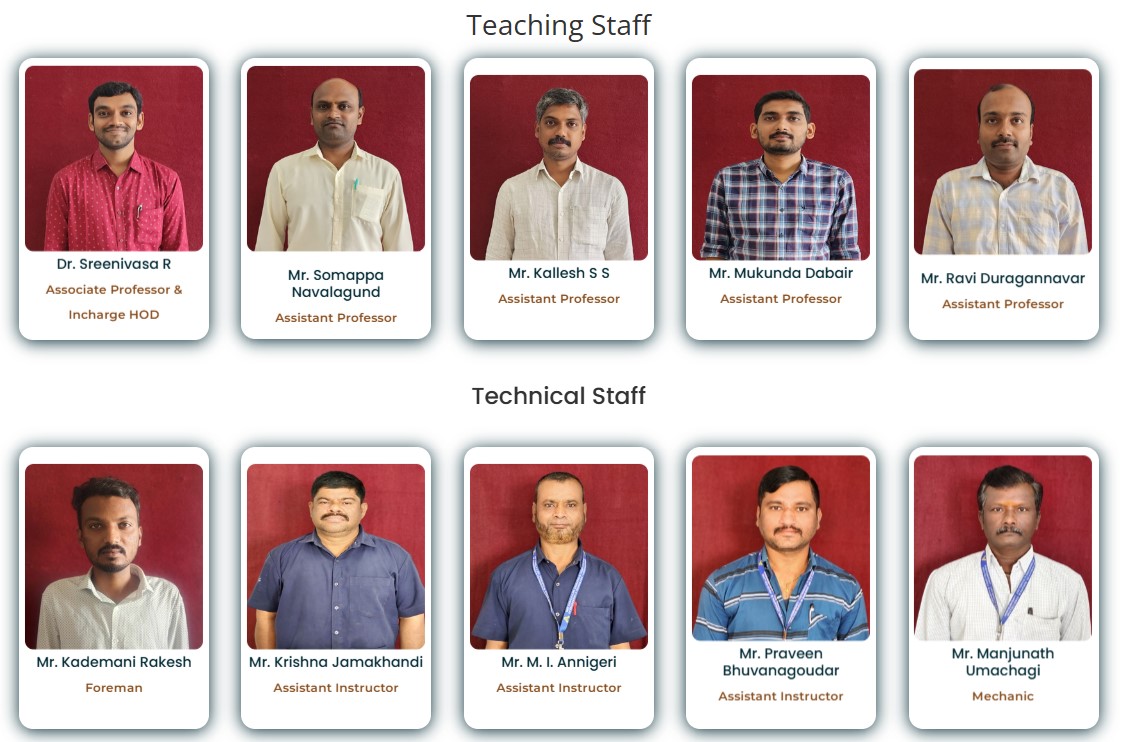 Teaching Staff
Dr. Sreenivasa R
Associate Professor &
Incharge HOD
Mr. Somappa
Navalagund
Assistant Professor
Mr. Kallesh S S
Assistant Professor
Mr. Mukunda Dabair
Assistant Professor
Mr. Ravi Duragannavar
Assistant Professor
Technical Staff
Mr. Kademani Rakesh
Foreman
Mr. Krishna Jamakhandi
Assistant Instructor
Mr. M. I. Annigeri
Assistant Instructor
Mr. Praveen
Bhuvanagoudar
Assistant Instructor
Mr. Manjunath
Umachagi
Mechanic